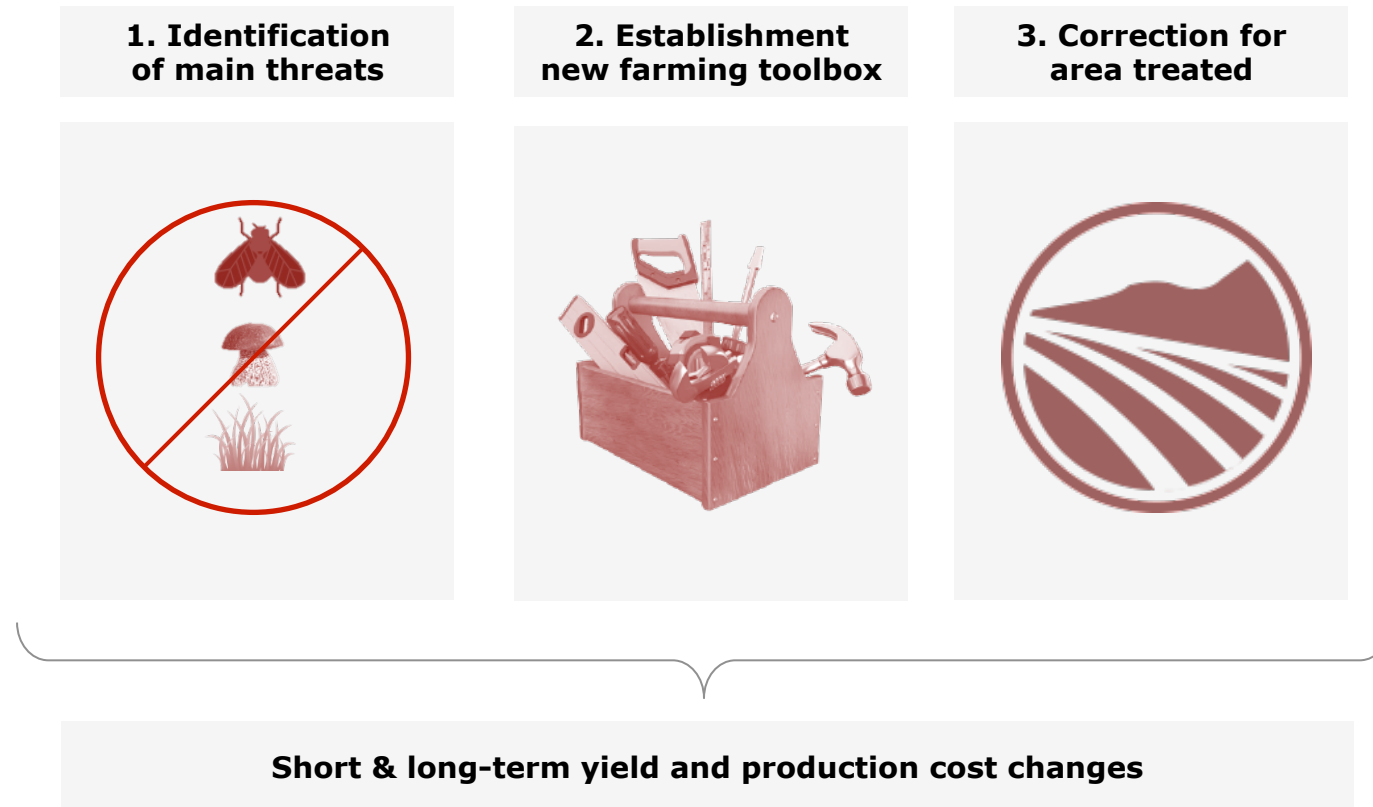 1. Identification
of main threats
2. Establishment
new farming toolbox
3. Correction for
area treated
Short & long-term yield and production cost changes